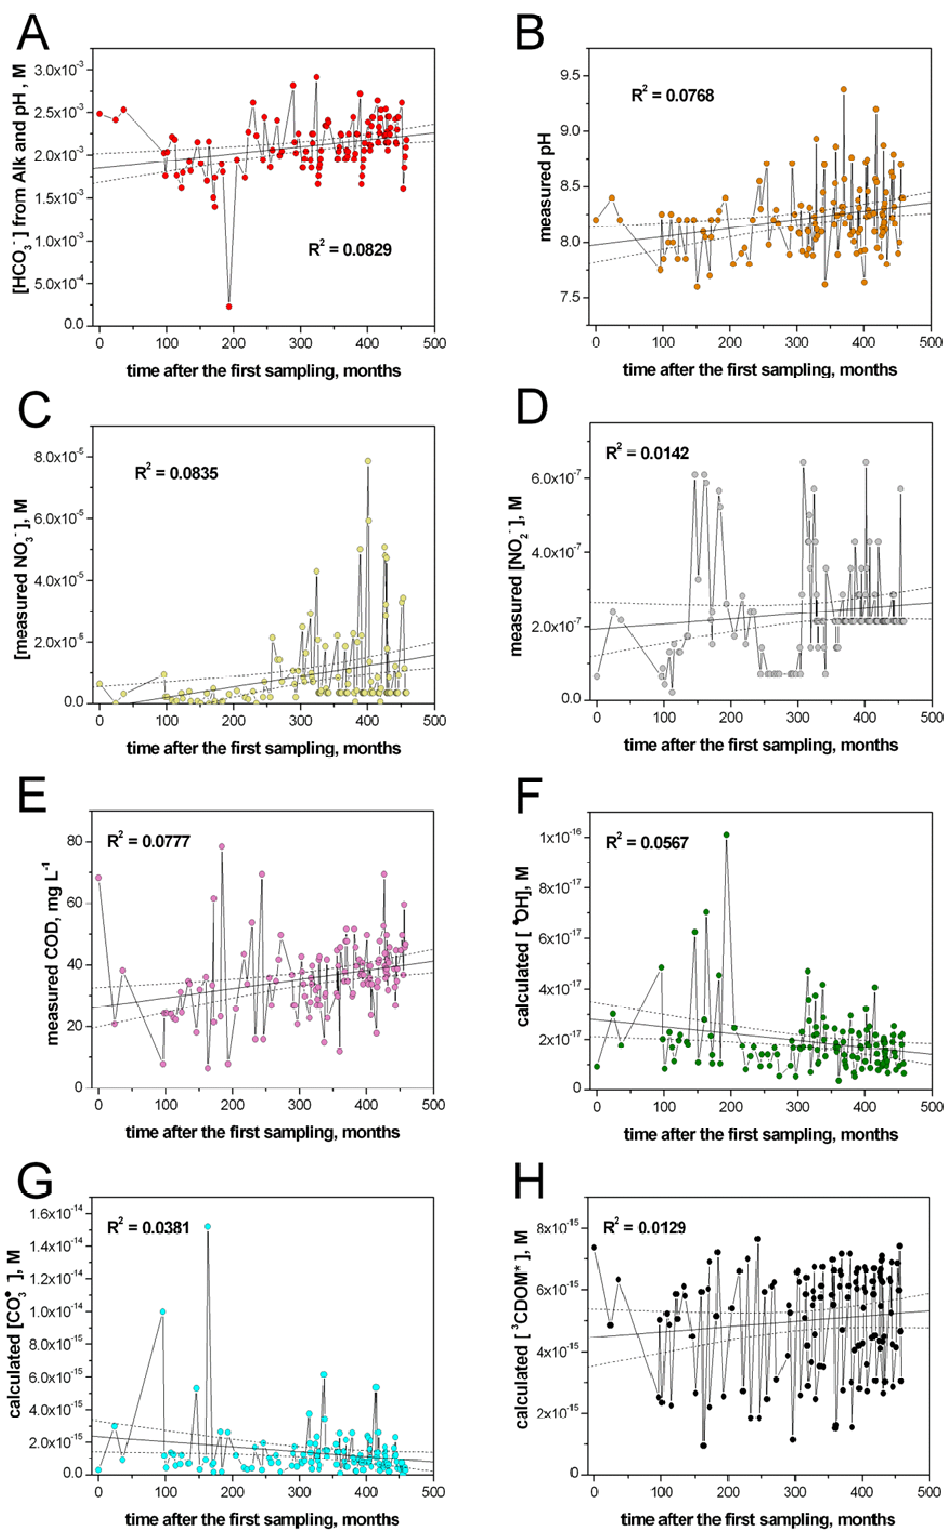 A
[HCO₃⁻] from Alk and pH , M
3.0x10⁻³
2.5x10⁻³
2.0x10⁻³
1.5x10⁻³
1.0x10⁻³
5.0x10⁻⁴
0.0
R² = 0.0829
0 100 200 300 400 500
time after the first sampling, months
B
measured pH
9.5
9.0
8.5
8.0
7.5
R² = 0.0768
0 100 200 300 400 500
time after the first sampling, months
C
[measured NO₃⁻], M
8.0x10⁻⁵
6.0x10⁻⁵
4.0x10⁻⁵
2.0x10⁻⁵
0.0
R² = 0.0835
0 100 200 300 400 500
time after the first sampling, months
D
measured [NO₂⁻], M
6.0x10⁻⁷
4.0x10⁻⁷
2.0x10⁻⁷
0.0
R² = 0.0142
0 100 200 300 400 500
time after the first sampling, months
E
measured COD, mg L⁻¹
80
60
40
20
0
R² = 0.0777
0 100 200 300 400 500
time after the first sampling, months
F
calculated [•OH], M
1x10⁻¹⁶
8x10⁻¹⁷
6x10⁻¹⁷
4x10⁻¹⁷
2x10⁻¹⁷
0
R² = 0.0567
0 100 200 300 400 500
time after the first sampling, months
G
calculated [CO₃•⁻], M
1.6x10⁻¹⁴
1.4x10⁻¹⁴
1.2x10⁻¹⁴
1.0x10⁻¹⁴
8.0x10⁻¹⁵
6.0x10⁻¹⁵
4.0x10⁻¹⁵
2.0x10⁻¹⁵
0.0
R² = 0.0381
0 100 200 300 400 500
time after the first sampling, months
H
calculated [³CDOM*], M
8x10⁻¹⁵
6x10⁻¹⁵
4x10⁻¹⁵
2x10⁻¹⁵
0
R² = 0.0129
0 100 200 300 400 500
time after the first sampling, months